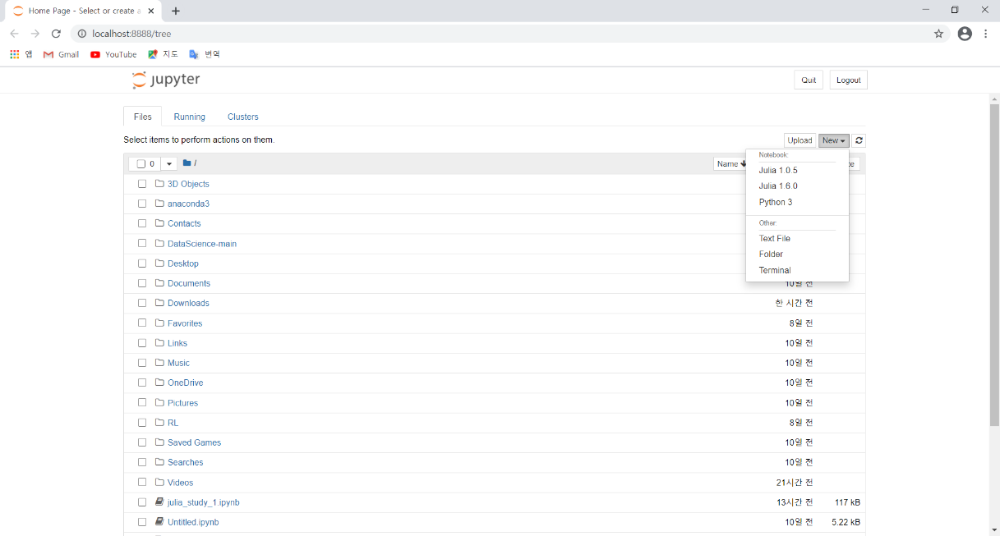 Home Page - Select or create a
localhost:8888/tree
앱 Gmail YouTube 지도 번역
jupyter
Quit Logout
Files Running Clusters
Select items to perform actions on them.
Upload New
0 /
Name
Notebook:
Julia 1.0.5
Julia 1.6.0
Python 3
Other:
Text File
Folder
Terminal
3D Objects
anaconda3
Contacts
DataScience-main
Desktop
Documents 10일 전
Downloads 한 시간 전
Favorites 8일 전
Links 10일 전
Music 10일 전
OneDrive 10일 전
Pictures 10일 전
RL 8일 전
Saved Games 10일 전
Searches 10일 전
Videos 21시간 전
julia_study_1.ipynb 13시간 전 117 kB
Untitled.ipynb 10일 전 5.22 kB